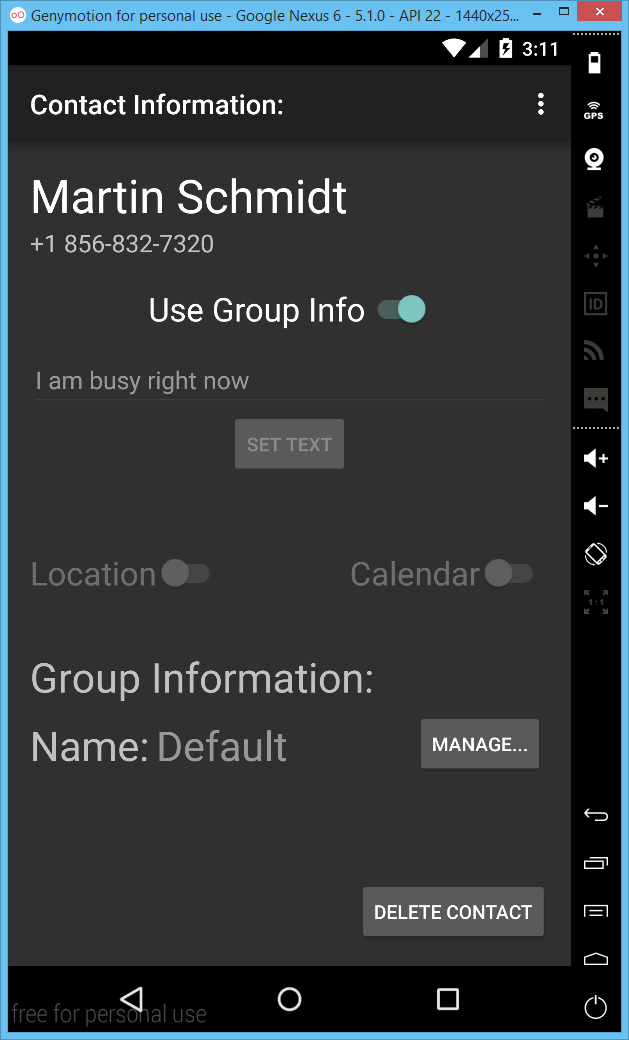 Genymotion for personal use - Google Nexus 6 - 5.1.0 - API 22 - 1440x25...
3:11
Contact Information:
GPS
Martin Schmidt
+1 856-832-7320
ID
Use Group Info
I am busy right now
SET TEXT
Location
Calendar
1:1
Group Information:
Name: Default
MANAGE...
DELETE CONTACT
free for personal use